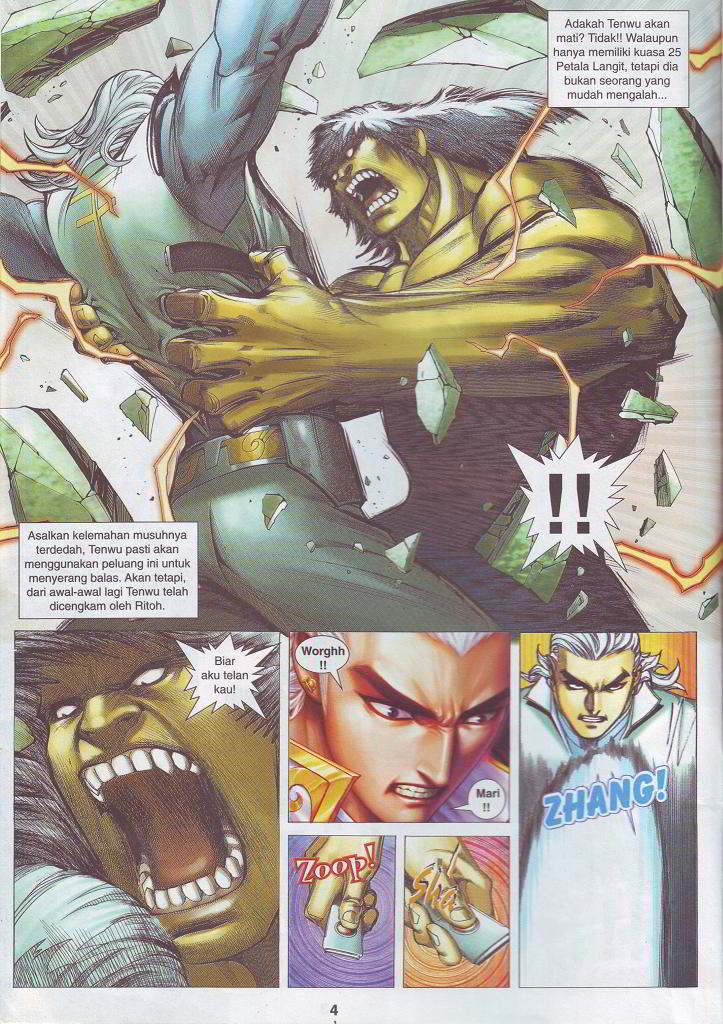 Adakah Tenwu akan
mati? Tidak!! Walaupun
hanya memiliki kuasa 25
Petala Langit, tetapi dia
bukan seorang yang
mudah mengalah...
!!
Asalkan kelemahan musuhnya
terdedah, Tenwu pasti akan
menggunakan peluang ini untuk
menyerang balas. Akan tetapi,
dari awal-awal lagi Tenwu telah
dicengkam oleh Ritoh.
Biar
aku telan
kau!
Worghh
!!
Mari
!!
ZOOP!
Sha
ZHANG!
4